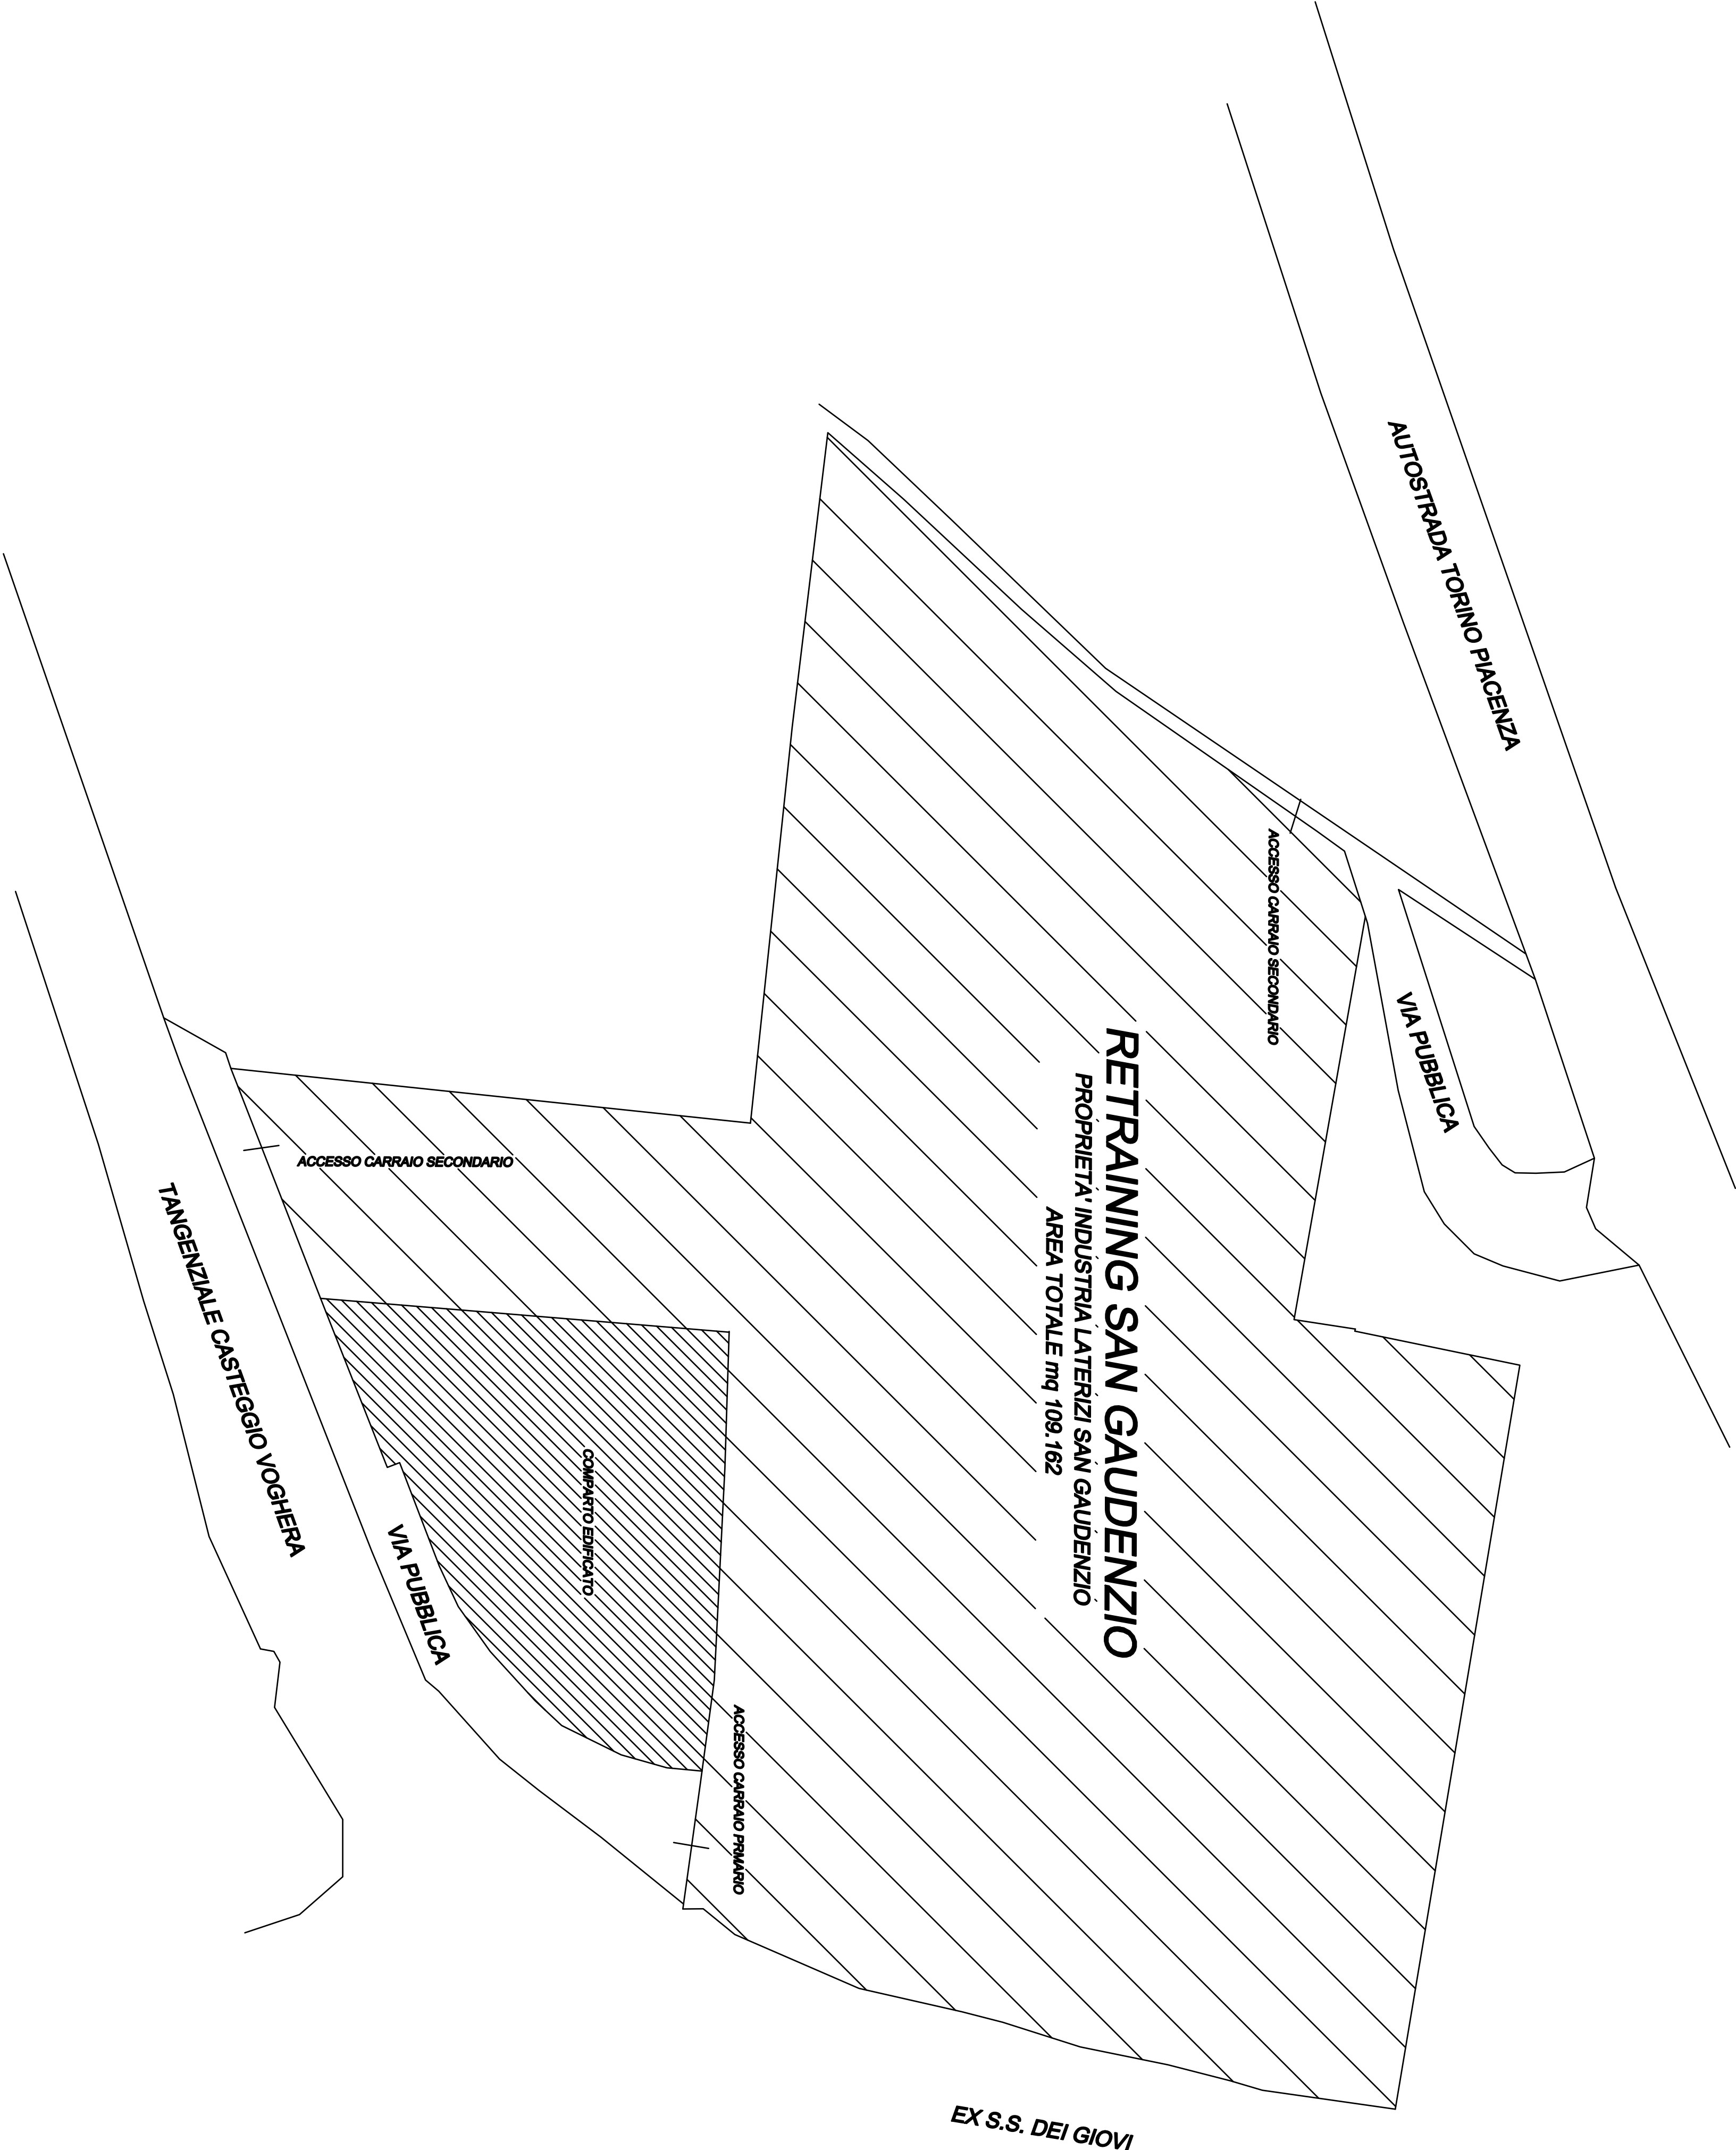 AUTOSTRADA TORINO PIACENZA
ACCESSO CARRAIO SECONDARIO
VIA PUBBLICA
RETRAINING SAN GAUDENZIO
PROPRIETA' INDUSTRIA LATERIZI SAN GAUDENZIO
AREA TOTALE mq 109.162
ACCESSO CARRAIO SECONDARIO
TANGENZIALE CASTEGGIO VOGHERA
COMPARTO EDIFICATO
VIA PUBBLICA
ACCESSO CARRAIO PRMARIO
EX S.S. DEI GIOVI